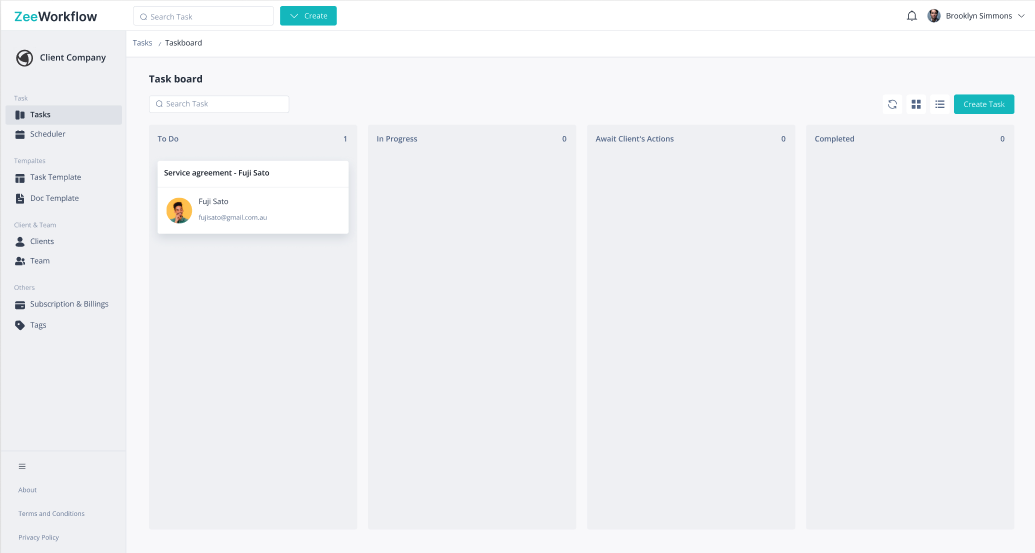 ZeeWorkflow
Search Task
Create
Brooklyn Simmons
Client Company
Task
Tasks
Scheduler
Tempaltes
Task Template
Doc Template
Client & Team
Clients
Team
Others
Subscription & Billings
Tags
About
Terms and Conditions
Privacy Policy
Tasks / Taskboard
Task board
Search Task
Create Task
To Do 1
Service agreement - Fuji Sato
Fuji Sato
fujisato@gmail.com.au
In Progress 0
Await Client's Actions 0
Completed 0